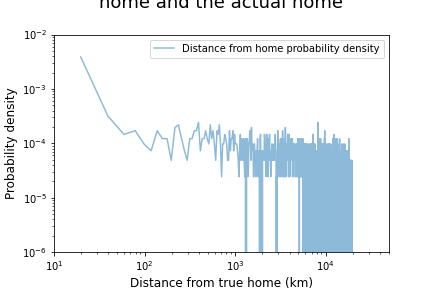 home and the actual home
Distance from home probability density
Probability density
10⁻²
10⁻³
10⁻⁴
10⁻⁵
10⁻⁶
10¹
10²
10³
10⁴
Distance from true home (km)